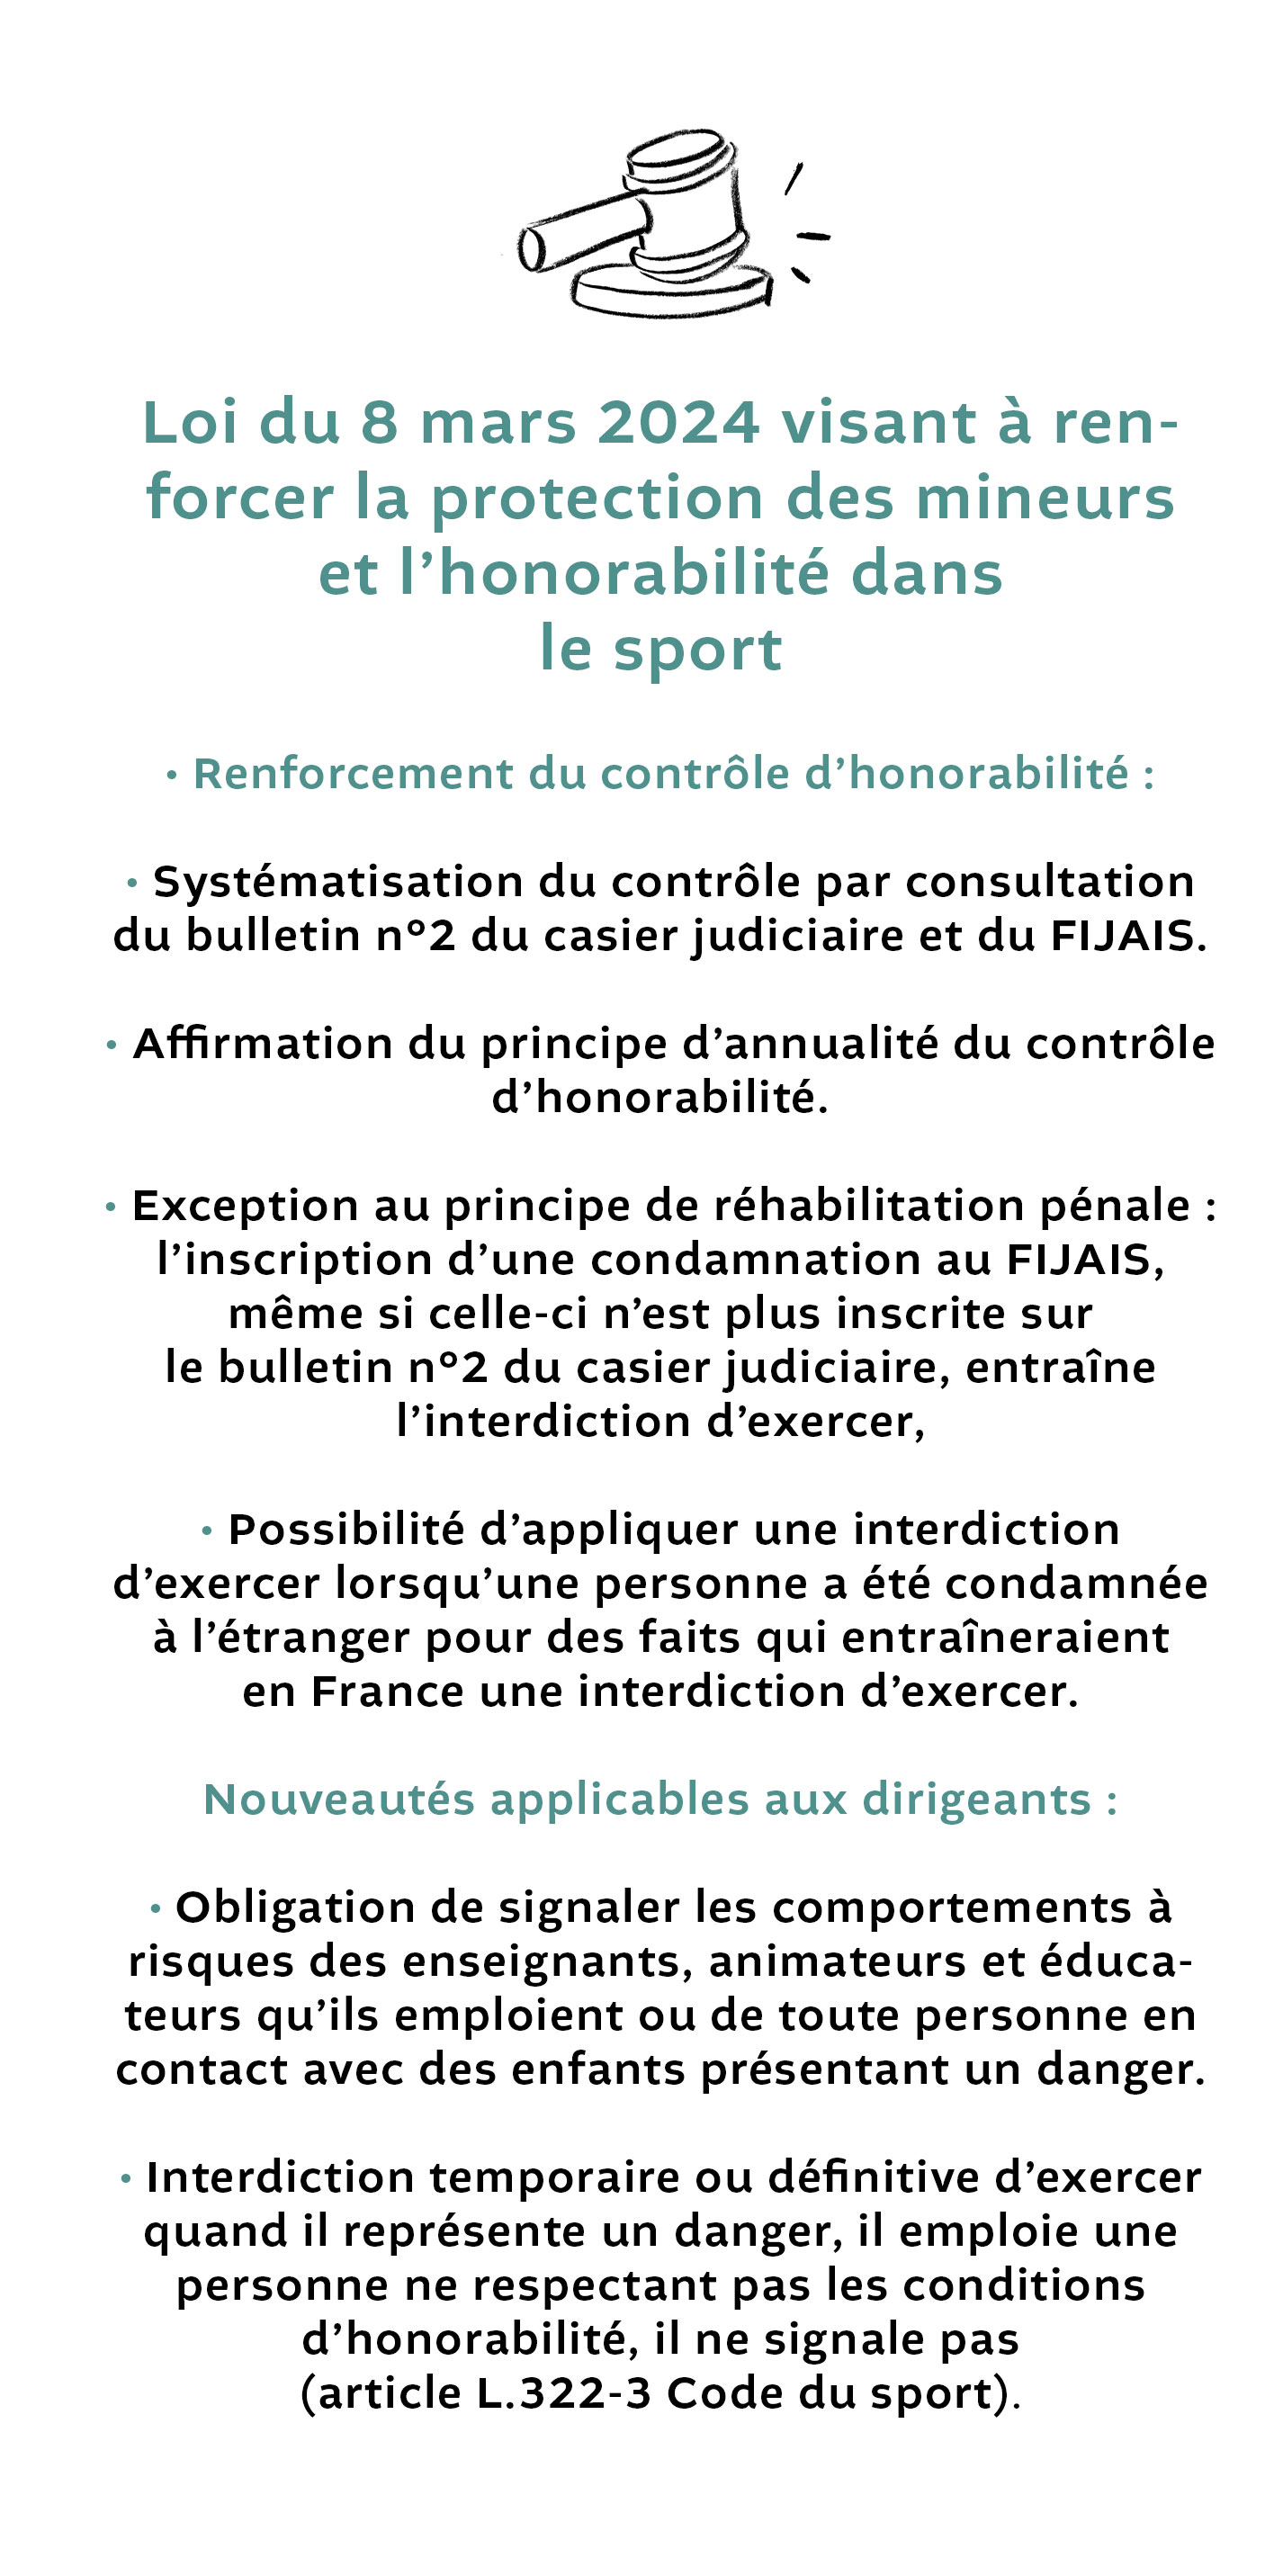 Loi du 8 mars 2024 visant à ren-
forcer la protection des mineurs
et l’honorabilité dans
le sport
• Renforcement du contrôle d’honorabilité :
• Systématisation du contrôle par consultation
du bulletin n°2 du casier judiciaire et du FIJAIS.
• Affirmation du principe d’annualité du contrôle
d’honorabilité.
• Exception au principe de réhabilitation pénale :
l’inscription d’une condamnation au FIJAIS,
même si celle-ci n’est plus inscrite sur
le bulletin n°2 du casier judiciaire, entraîne
l’interdiction d’exercer,
• Possibilité d’appliquer une interdiction
d’exercer lorsqu’une personne a été condamnée
à l’étranger pour des faits qui entraîneraient
en France une interdiction d’exercer.
Nouveautés applicables aux dirigeants :
• Obligation de signaler les comportements à
risques des enseignants, animateurs et éduca-
teurs qu’ils emploient ou de toute personne en
contact avec des enfants présentant un danger.
• Interdiction temporaire ou définitive d’exercer
quand il représente un danger, il emploie une
personne ne respectant pas les conditions
d’honorabilité, il ne signale pas
(article L.322-3 Code du sport).